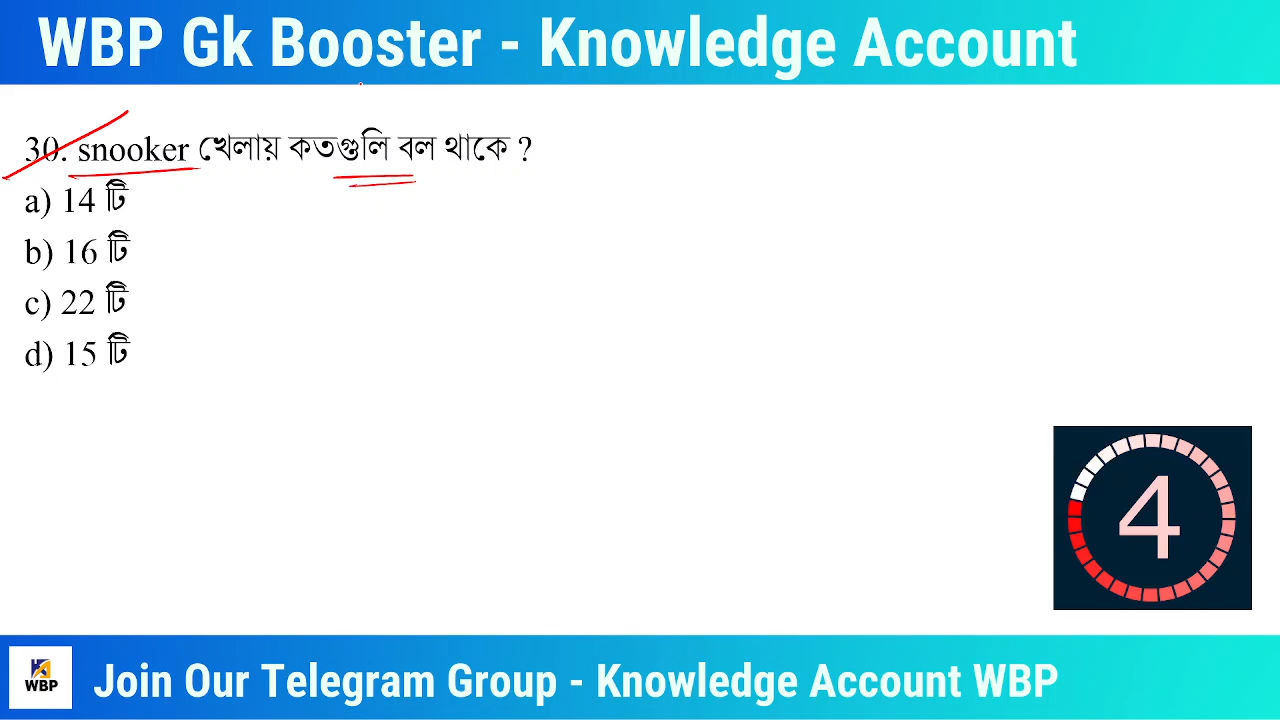 WBP Gk Booster - Knowledge Account
30. snooker খেলায় কতগুলি বল থাকে ?
a) 14 টি
b) 16 টি
c) 22 টি
d) 15 টি
4
WBP
Join Our Telegram Group - Knowledge Account WBP